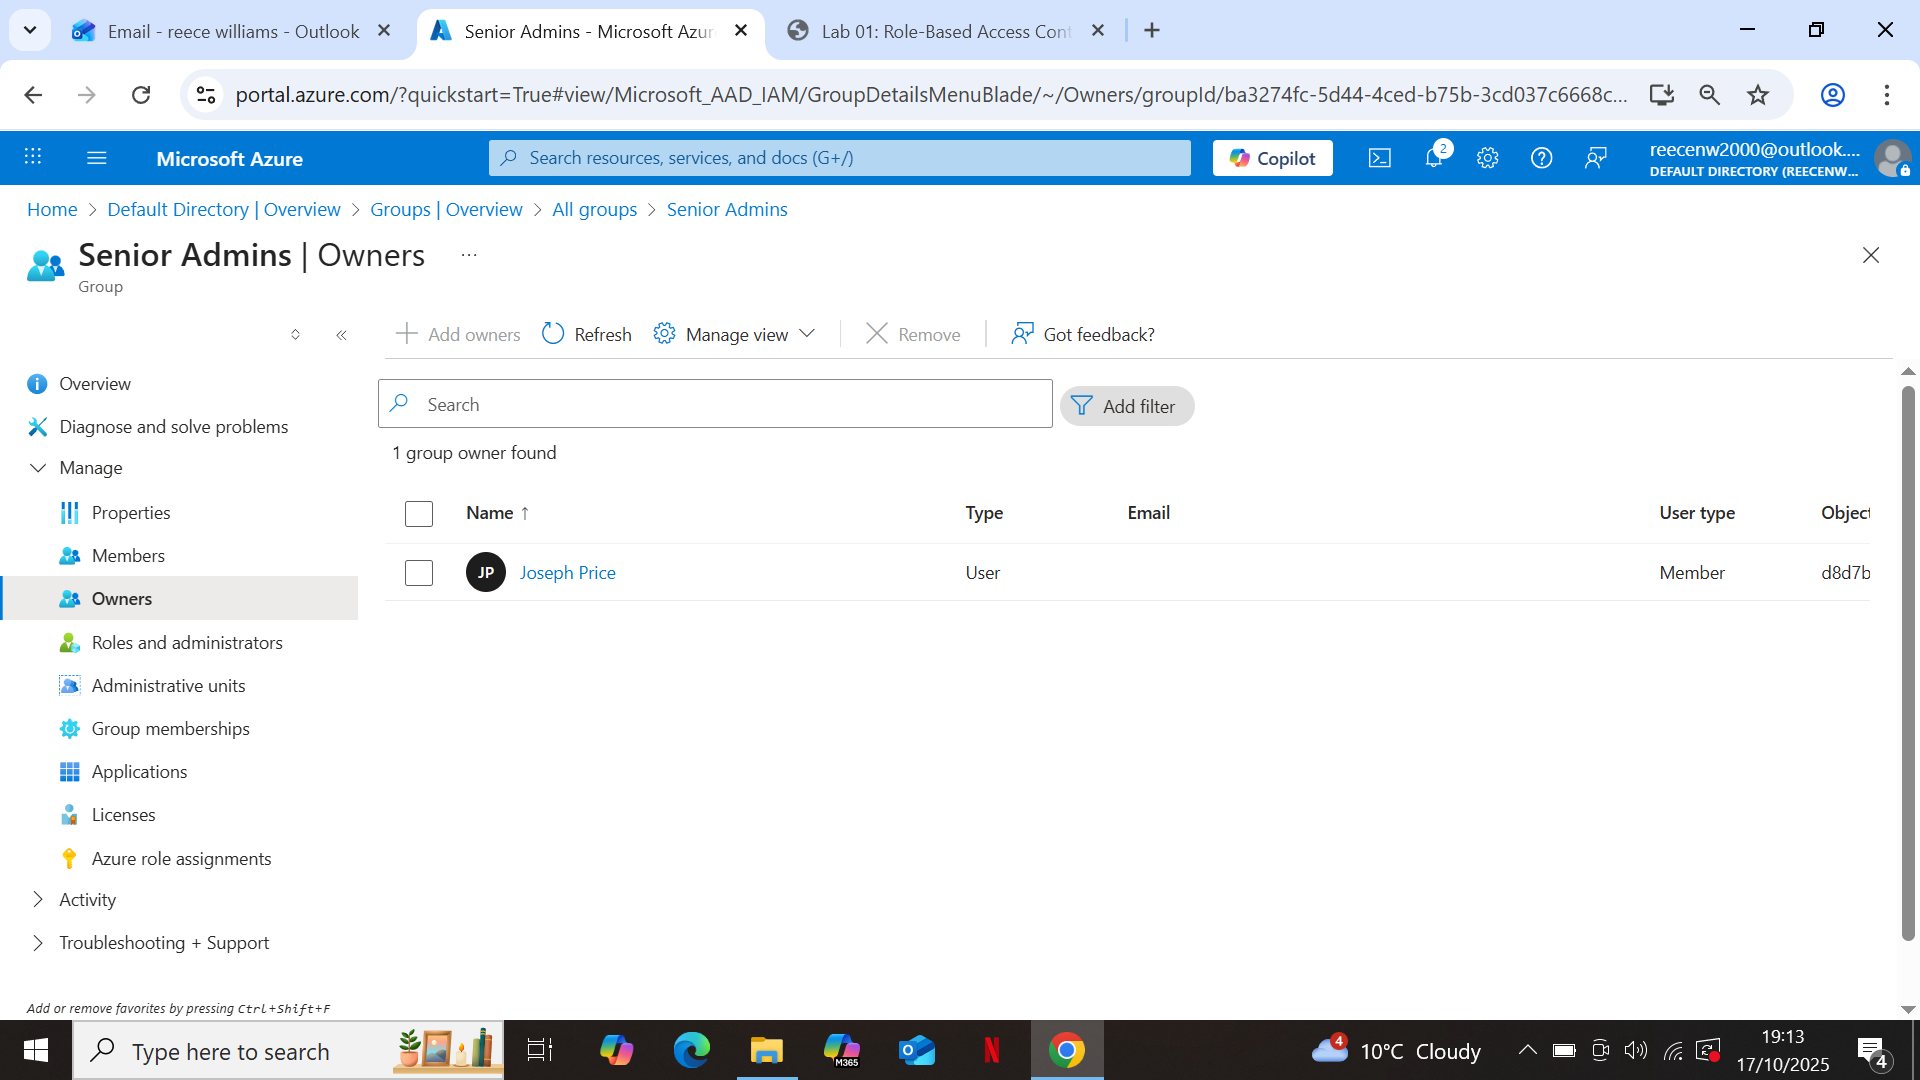 Email - reece williams - Outlook
Senior Admins - Microsoft Azur
Lab 01: Role-Based Access Cont
portal.azure.com/?quickstart=True#view/Microsoft_AAD_IAM/GroupDetailsMenuBlade/~/Owners/groupId/ba3274fc-5d44-4ced-b75b-3cd037c6668c...
Microsoft Azure
Search resources, services, and docs (G+/)
Copilot
2
reecenw2000@outlook....
DEFAULT DIRECTORY (REECENW...
Home > Default Directory | Overview > Groups | Overview > All groups > Senior Admins
Senior Admins | Owners ...
Group
Add owners
Refresh
Manage view
Remove
Got feedback?
Overview
Diagnose and solve problems
Manage
Properties
Members
Owners
Roles and administrators
Administrative units
Group memberships
Applications
Licenses
Azure role assignments
Activity
Troubleshooting + Support
Add or remove favorites by pressing Ctrl+Shift+F
Search
Add filter
1 group owner found
Name ↑ Type Email User type Object
JP Joseph Price User Member d8d7b
Type here to search
M365
N
4
10°C Cloudy
19:13
17/10/2025
4